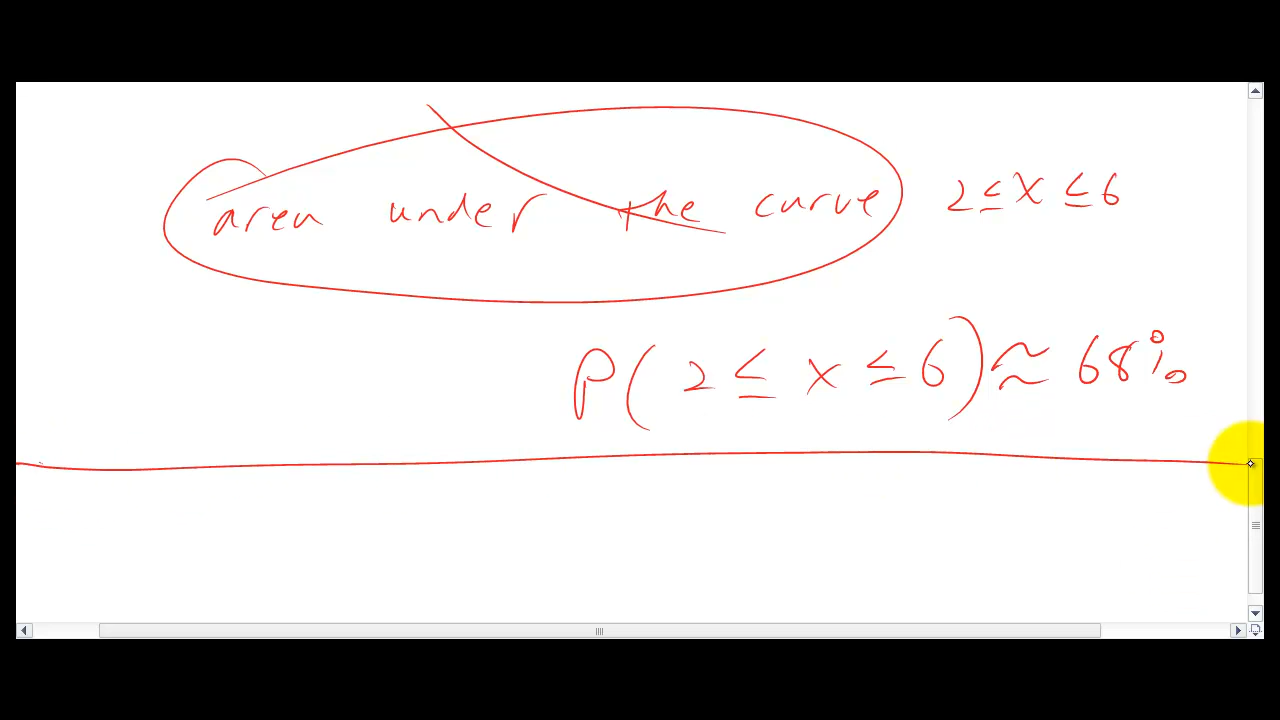 area under the curve 2 ≤ x ≤ 6
P( 2 ≤ x ≤ 6 ) ≈ 68%